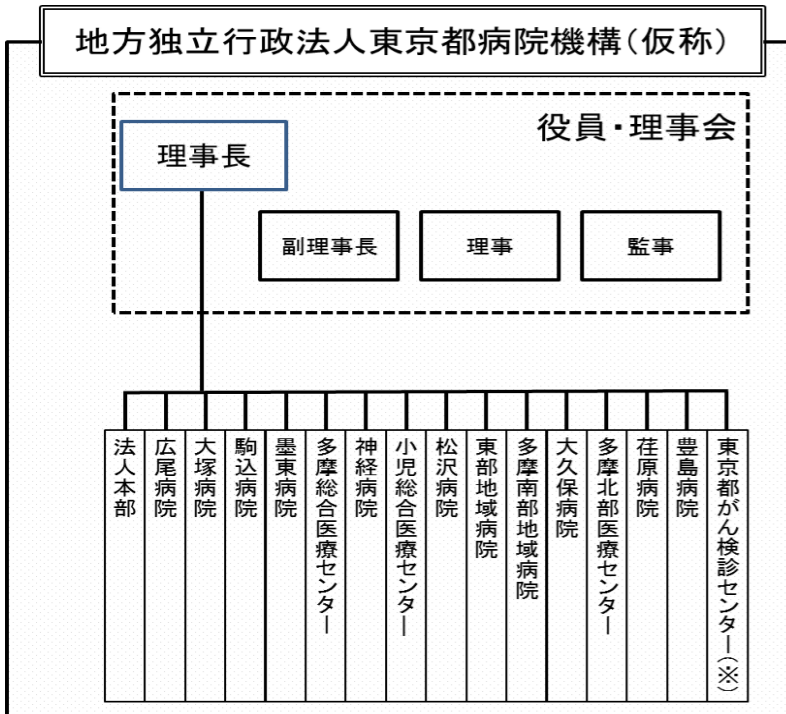 地方独立行政法人東京都病院機構(仮称)
役員・理事会
理事長
副理事長
理事
監事
法人本部
広尾病院
大塚病院
駒込病院
墨東病院
多摩総合医療センター
神経病院
小児総合医療センター
松沢病院
東部地域病院
多摩南部地域病院
大久保病院
多摩北部医療センター
荏原病院
豊島病院
東京都がん検診センター(※)